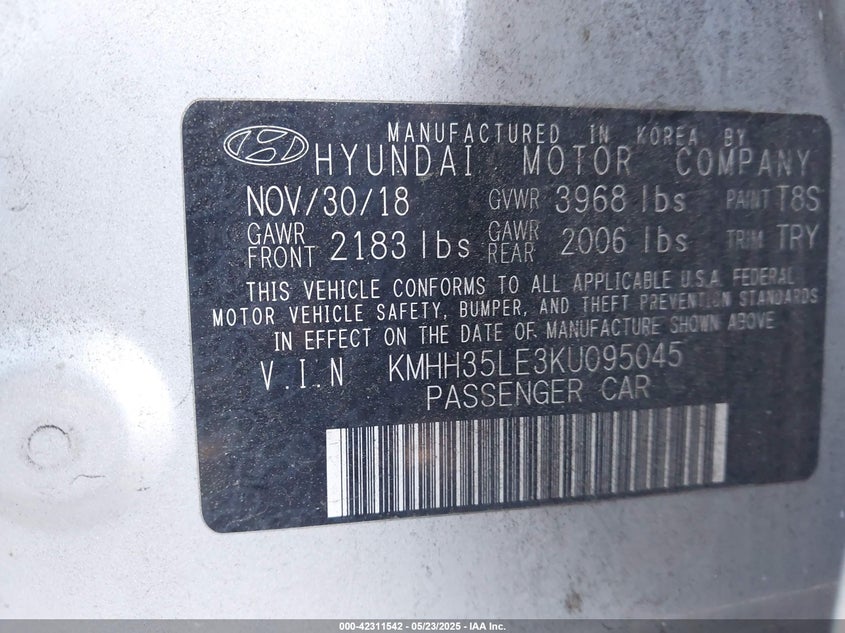 MANUFACTURED IN KOREA BY
HYUNDAI MOTOR COMPANY
NOV/30/18 GVWR 3968 lbs PAINT T8S
GAWR FRONT 2183 lbs GAWR REAR 2006 lbs TRIM TRY
THIS VEHICLE CONFORMS TO ALL APPLICABLE U.S.A. FEDERAL
MOTOR VEHICLE SAFETY, BUMPER, AND THEFT PREVENTION STANDARDS
IN EFFECT ON THE DATE OF MANUFACTURE SHOWN ABOVE
V.I.N KMHH35LE3KU095045
PASSENGER CAR
000-42311542 - 05/23/2025 - IAA Inc.